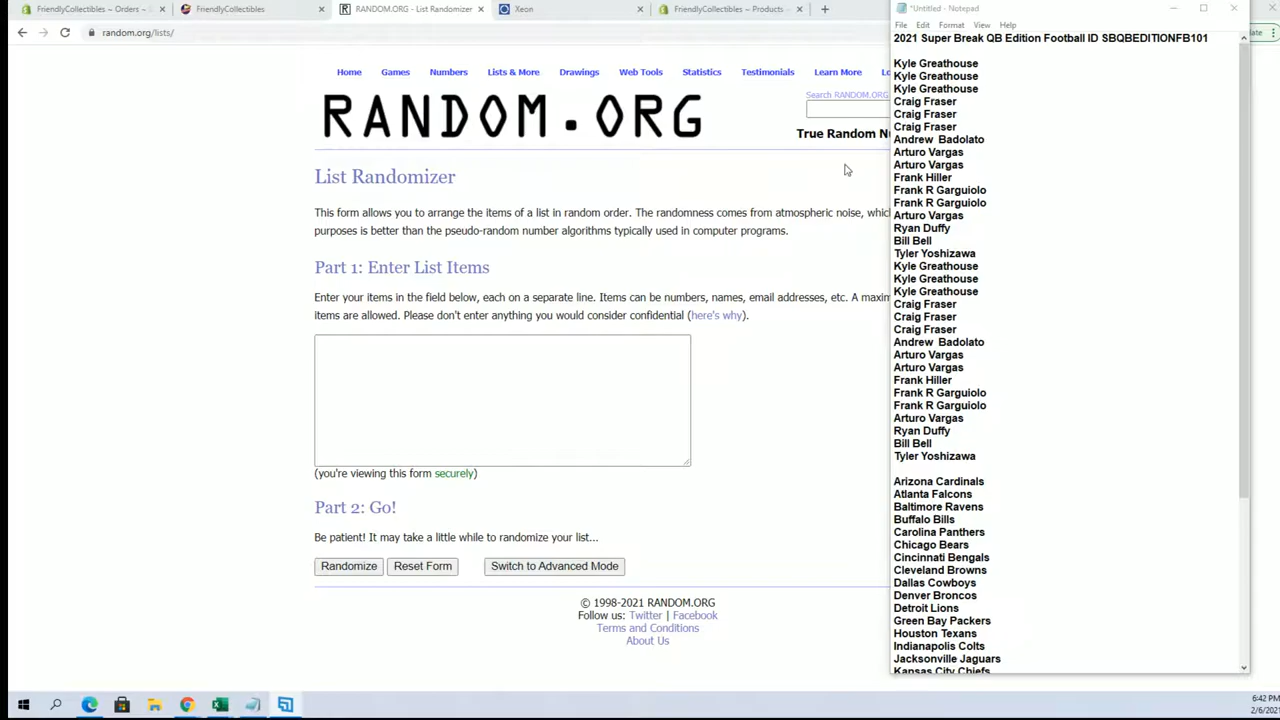 FriendlyCollectibles ~ Orders ~
FriendlyCollectibles
RANDOM.ORG - List Randomizer
Xeon
FriendlyCollectibles ~ Products ~
random.org/lists/
Home Games Numbers Lists & More Drawings Web Tools Statistics Testimonials Learn More Lo
Search RANDOM.ORG
RANDOM.ORG
True Random Nu
List Randomizer
This form allows you to arrange the items of a list in random order. The randomness comes from atmospheric noise, whic
purposes is better than the pseudo-random number algorithms typically used in computer programs.
Part 1: Enter List Items
Enter your items in the field below, each on a separate line. Items can be numbers, names, email addresses, etc. A maxim
items are allowed. Please don't enter anything you would consider confidential (here's why).
(you're viewing this form securely)
Part 2: Go!
Be patient! It may take a little while to randomize your list...
Randomize Reset Form Switch to Advanced Mode
© 1998-2021 RANDOM.ORG
Follow us: Twitter | Facebook
Terms and Conditions
About Us
*Untitled - Notepad
File Edit Format View Help
2021 Super Break QB Edition Football ID SBQBEDITIONFB101
Kyle Greathouse
Kyle Greathouse
Kyle Greathouse
Craig Fraser
Craig Fraser
Craig Fraser
Andrew Badolato
Arturo Vargas
Arturo Vargas
Frank Hiller
Frank R Garguiolo
Frank R Garguiolo
Arturo Vargas
Ryan Duffy
Bill Bell
Tyler Yoshizawa
Kyle Greathouse
Kyle Greathouse
Kyle Greathouse
Craig Fraser
Craig Fraser
Craig Fraser
Andrew Badolato
Arturo Vargas
Arturo Vargas
Frank Hiller
Frank R Garguiolo
Frank R Garguiolo
Arturo Vargas
Ryan Duffy
Bill Bell
Tyler Yoshizawa
Arizona Cardinals
Atlanta Falcons
Baltimore Ravens
Buffalo Bills
Carolina Panthers
Chicago Bears
Cincinnati Bengals
Cleveland Browns
Dallas Cowboys
Denver Broncos
Detroit Lions
Green Bay Packers
Houston Texans
Indianapolis Colts
Jacksonville Jaguars
Kansas City Chiefs
6:42 PM
2/6/2021